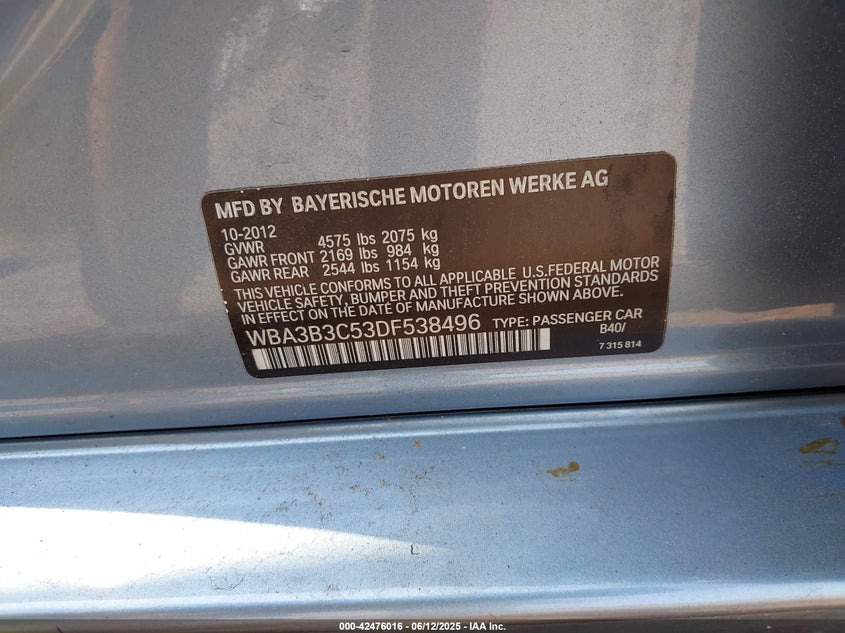 MFD BY BAYERISCHE MOTOREN WERKE AG
10-2012
GVWR 4575 lbs 2075 kg
GAWR FRONT 2169 lbs 984 kg
GAWR REAR 2544 lbs 1154 kg
THIS VEHICLE CONFORMS TO ALL APPLICABLE U.S.FEDERAL MOTOR
VEHICLE SAFETY, BUMPER AND THEFT PREVENTION STANDARDS
IN EFFECT ON THE DATE OF MANUFACTURE SHOWN ABOVE.
WBA3B3C53DF538496 TYPE: PASSENGER CAR
B40/
7 315 814
000-42476016 - 06/12/2025 - IAA Inc.